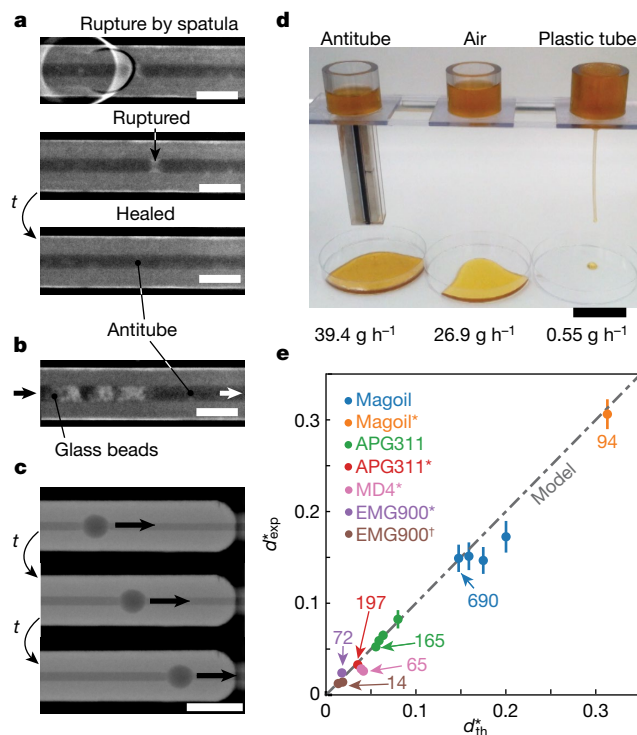 a
Rupture by spatula
Ruptured
t
Healed
Antitube
b
Glass beads
c
t
t
d
Antitube Air Plastic tube
39.4 g h⁻¹ 26.9 g h⁻¹ 0.55 g h⁻¹
e
0.3
0.2
0.1
0
d*exp
Magoil
Magoil*
APG311
APG311*
MD4*
EMG900*
EMG900†
Model
94
690
197
165
72
65
14
0 0.1 0.2 0.3
d*th